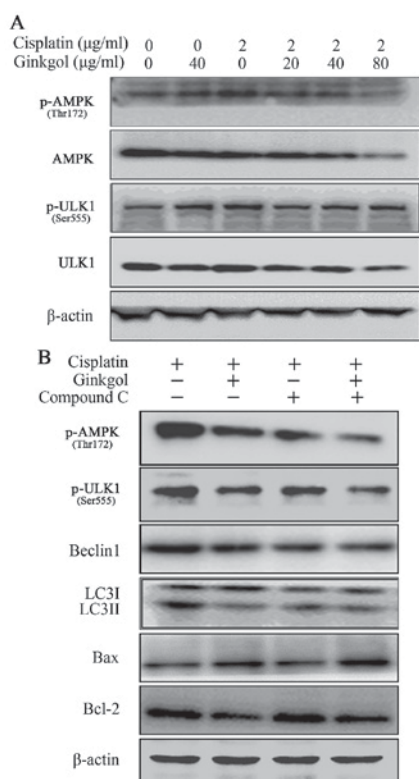 A
Cisplatin (μg/ml) 0 0 2 2 2 2
Ginkgol (μg/ml) 0 40 0 20 40 80
p-AMPK
(Thr172)
AMPK
p-ULK1
(Ser555)
ULK1
β-actin
B
Cisplatin + + + +
Ginkgol − + − +
Compound C − − + +
p-AMPK
(Thr172)
p-ULK1
(Ser555)
Beclin1
LC3I
LC3II
Bax
Bcl-2
β-actin